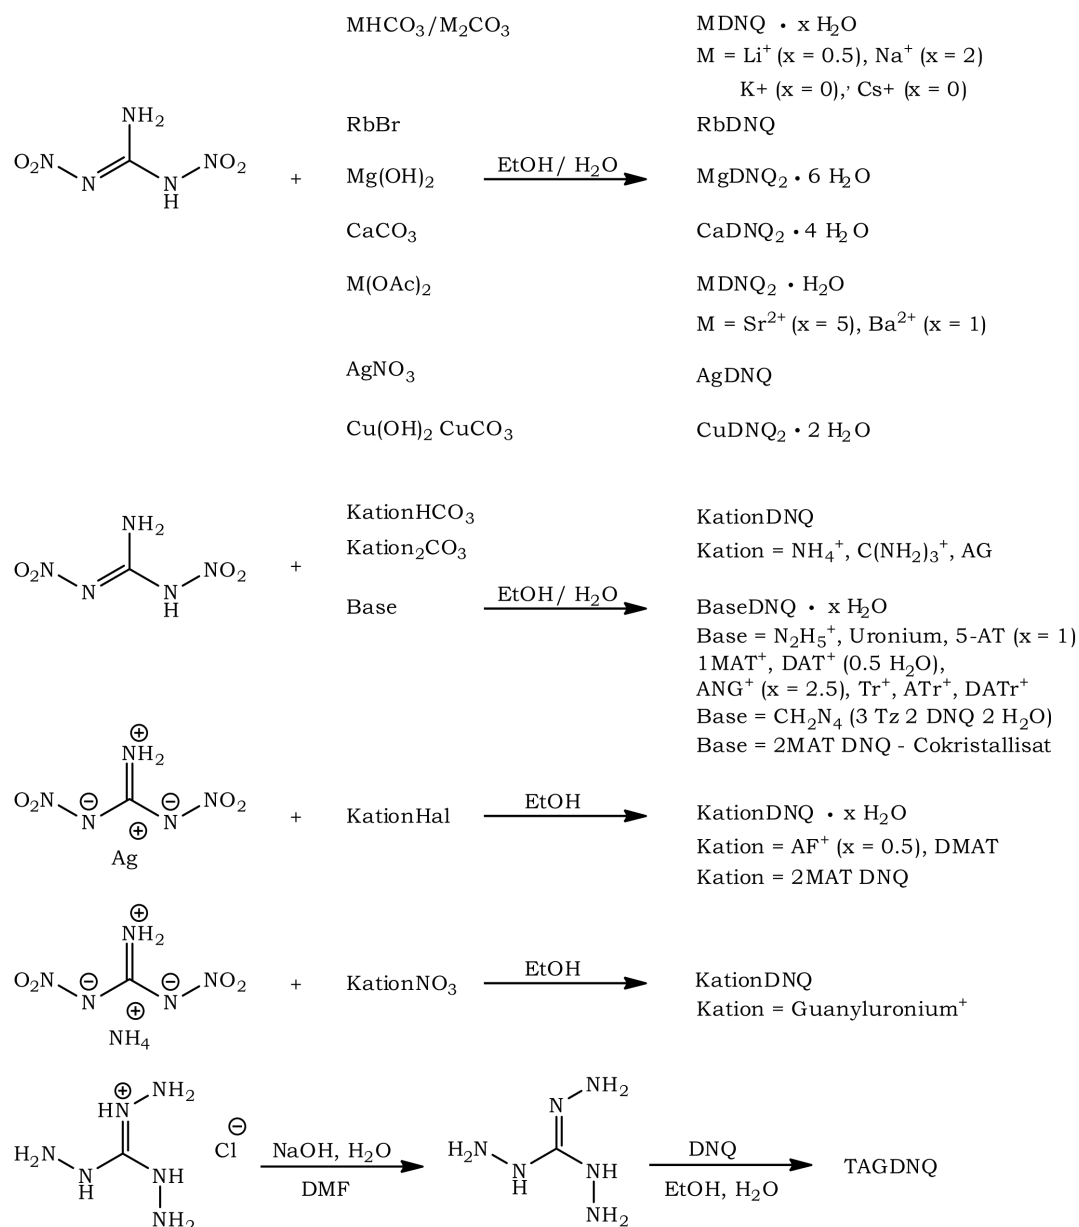 MHCO₃/M₂CO₃ MDNQ • x H₂O
M = Li⁺ (x = 0.5), Na⁺ (x = 2)
K+ (x = 0),, Cs+ (x = 0)
NH₂
RbBr RbDNQ
O₂N N N H NO₂ + Mg(OH)₂ EtOH/ H₂O MgDNQ₂ • 6 H₂O
CaCO₃ CaDNQ₂ • 4 H₂O
M(OAc)₂ MDNQ₂ • H₂O
M = Sr²⁺ (x = 5), Ba²⁺ (x = 1)
AgNO₃ AgDNQ
Cu(OH)₂ CuCO₃ CuDNQ₂ • 2 H₂O
KationHCO₃ KationDNQ
NH₂
Kation₂CO₃ Kation = NH₄⁺, C(NH₂)₃⁺, AG
O₂N N N H NO₂ +
Base EtOH/ H₂O BaseDNQ • x H₂O
Base = N₂H₅⁺, Uronium, 5-AT (x = 1)
1MAT⁺, DAT⁺ (0.5 H₂O),
ANG⁺ (x = 2.5), Tr⁺, ATr⁺, DATr⁺
Base = CH₂N₄ (3 Tz 2 DNQ 2 H₂O)
Base = 2MAT DNQ - Cokristallisat
⊕
NH₂
O₂N ⊖ N ⊖ N NO₂ + KationHal EtOH KationDNQ • x H₂O
⊕
Ag
Kation = AF⁺ (x = 0.5), DMAT
Kation = 2MAT DNQ
⊕
NH₂
O₂N ⊖ N ⊖ N NO₂ + KationNO₃ EtOH KationDNQ
⊕
NH₄
Kation = Guanyluronium⁺
⊕
HN NH₂ N NH₂
H₂N N H NH NH₂ Cl ⊖ NaOH, H₂O DMF H₂N N H NH NH₂ DNQ EtOH, H₂O TAGDNQ